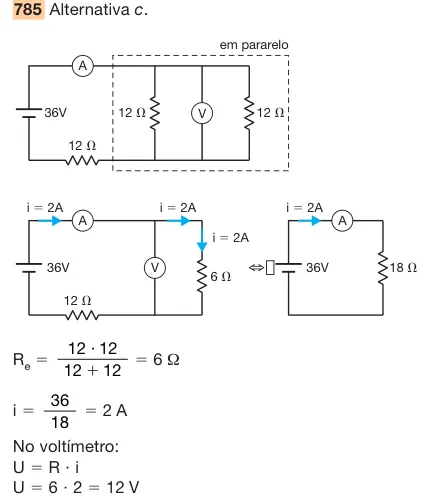 785 Alternativa c.
em pararelo
A
36V
12 Ω
V
12 Ω
12 Ω
i = 2A
i = 2A
i = 2A
A
A
i = 2A
36V
V
6 Ω
⇔
36V
18 Ω
12 Ω
Rₑ = 12 · 12 / 12 + 12 = 6 Ω
i = 36 / 18 = 2 A
No voltímetro:
U = R · i
U = 6 · 2 = 12 V